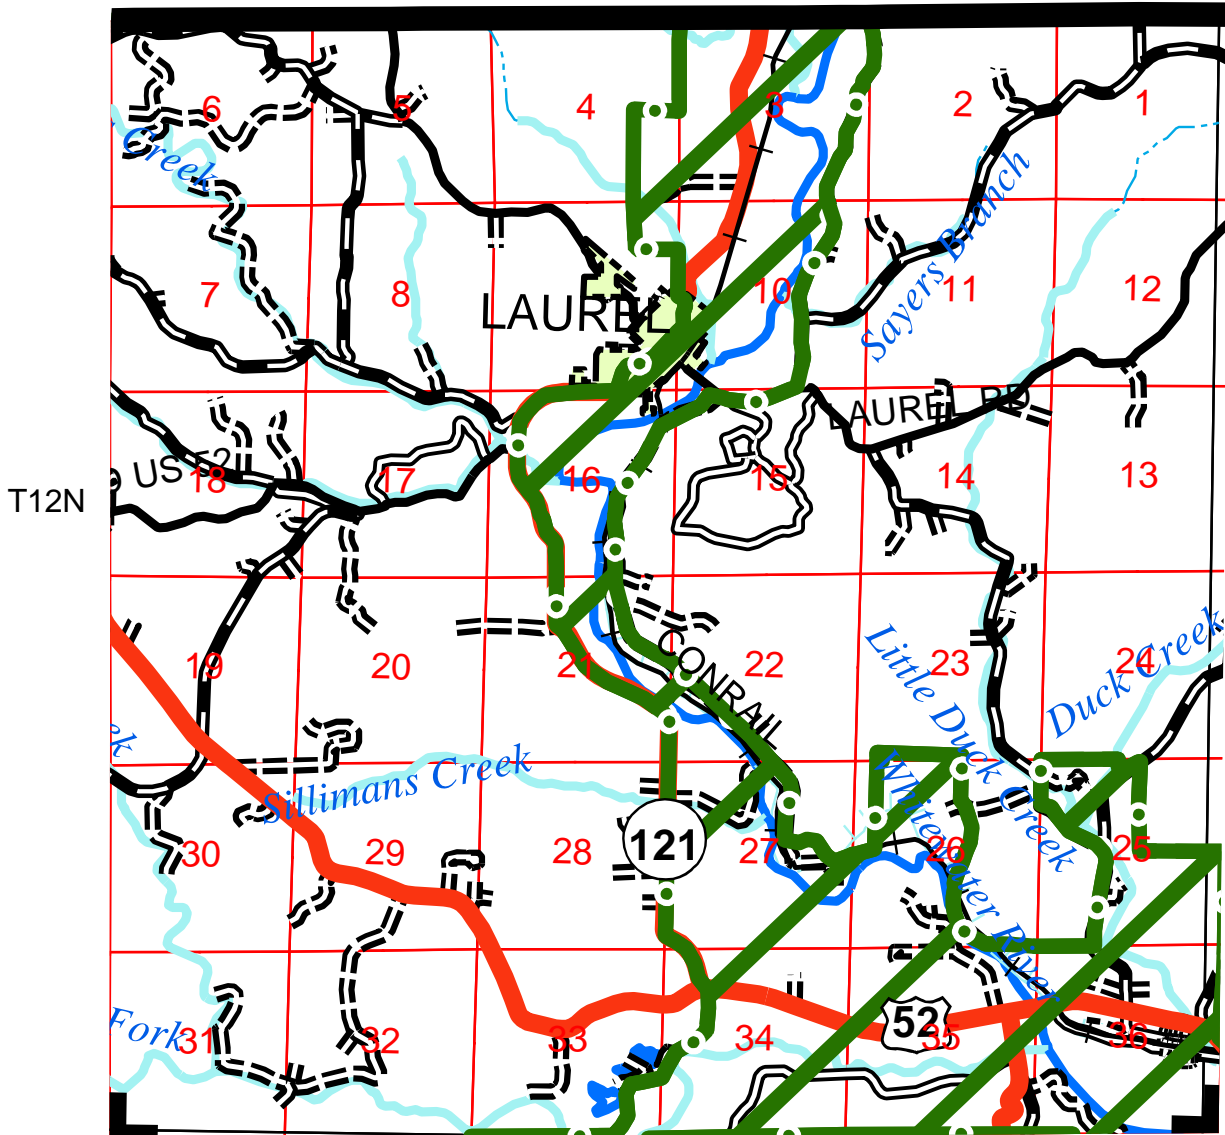 6 5 4 3 2 1
Creek
Sayers Branch
7 8 10 11 12
LAUREL
LAUREL RD
US 52
18 17 16 15 14 13
T12N
19 20 21 22 23 24
CONRAIL
Little Duck Creek
Duck Creek
ek
Sillimans Creek
Whitewater River
30 29 28 27 26 25
121
Fork
31 32 33 34 35 36
52